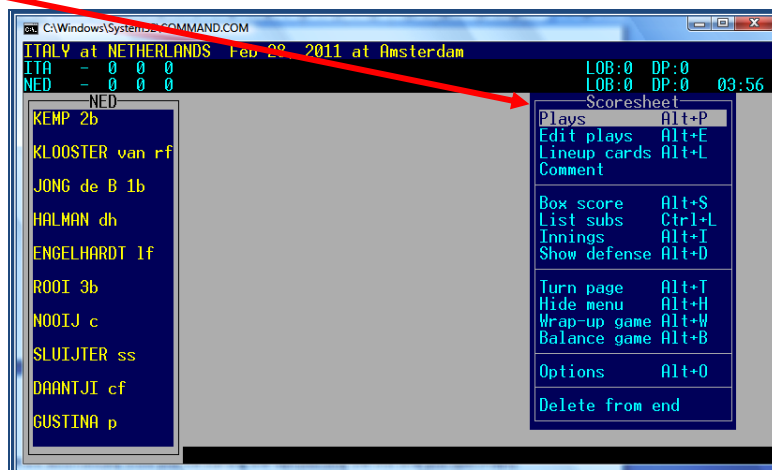 C:\Windows\System32\COMMAND.COM
ITALY at NETHERLANDS Feb 28, 2011 at Amsterdam
ITA - 0 0 0 LOB:0 DP:0
NED - 0 0 0 LOB:0 DP:0 03:56
NED
KEMP 2b
KLOOSTER van rf
JONG de B 1b
HALMAN dh
ENGELHARDT lf
ROOI 3b
NOOIJ c
SLUIJTER ss
DAANTJI cf
GUSTINA p
Scoresheet
Plays Alt+P
Edit plays Alt+E
Lineup cards Alt+L
Comment
Box score Alt+S
List subs Ctrl+L
Innings Alt+I
Show defense Alt+D
Turn page Alt+T
Hide menu Alt+H
Wrap-up game Alt+W
Balance game Alt+B
Options Alt+O
Delete from end